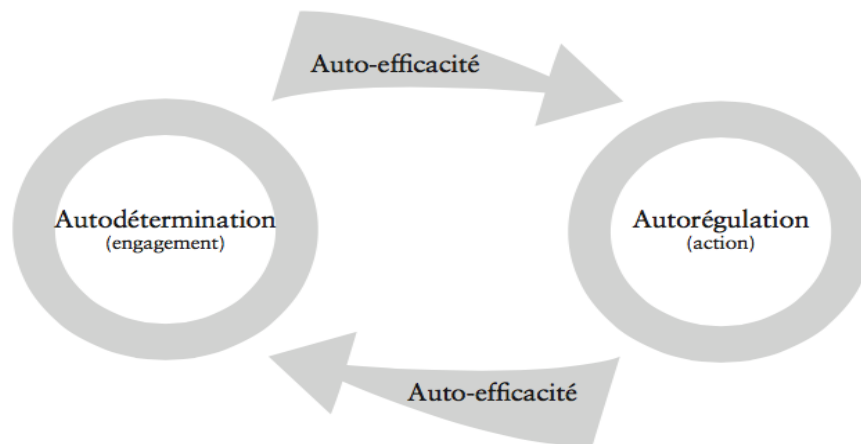 Auto-efficacité
Autodétermination
(engagement)
Autorégulation
(action)
Auto-efficacité